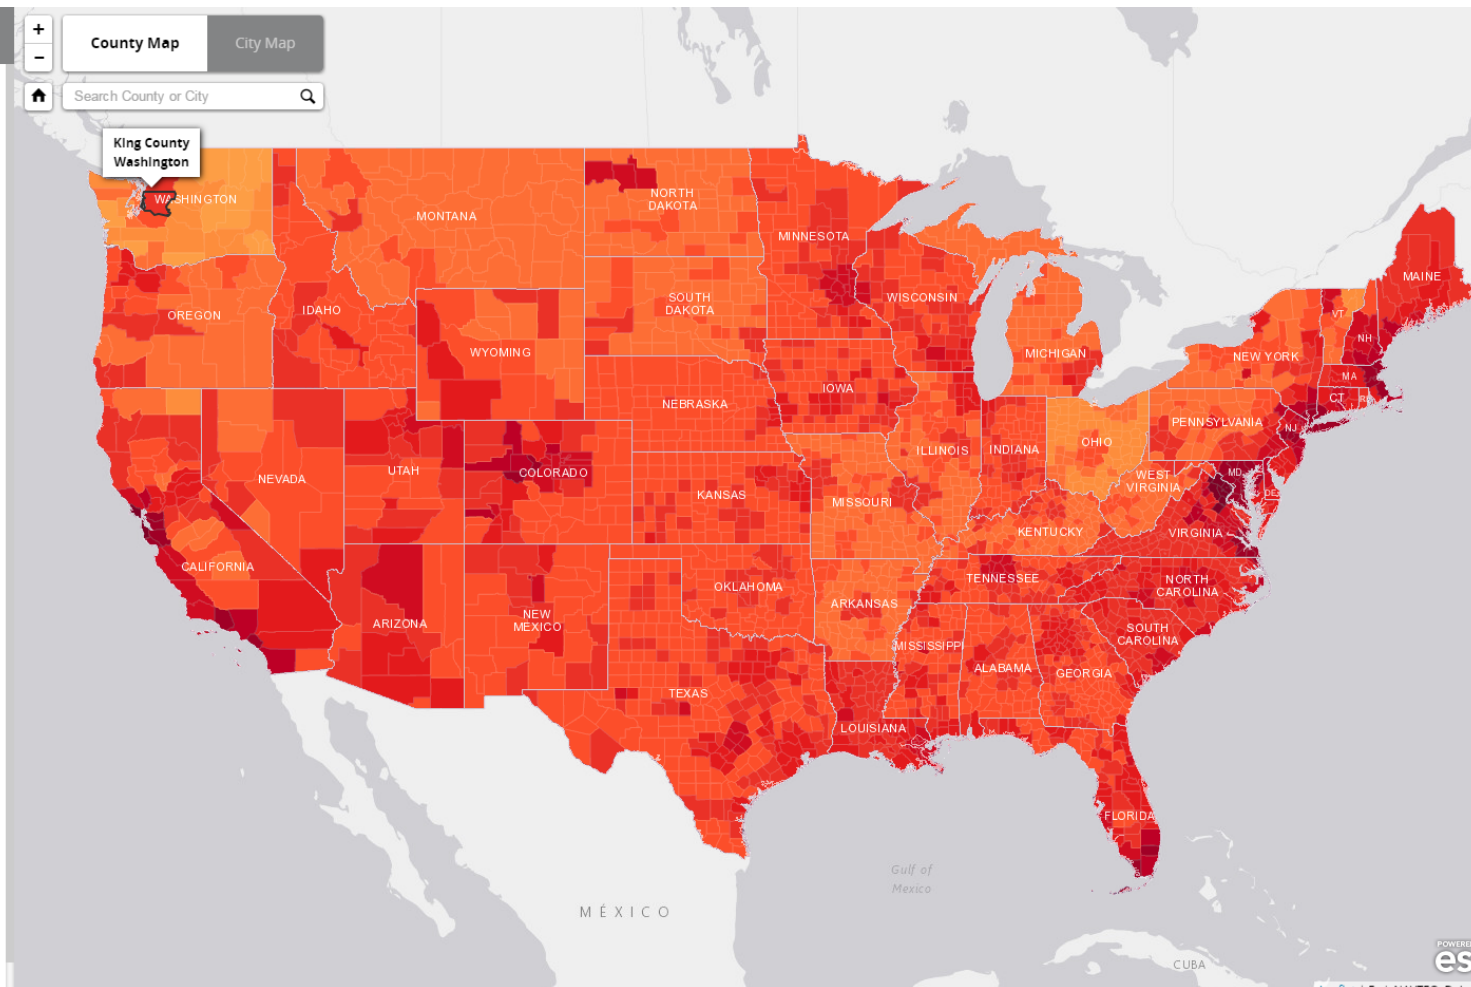 +
County Map
City Map
−
Search County or City
King County
Washington
WASHINGTON
MONTANA
NORTH
DAKOTA
MINNESOTA
MAINE
OREGON
IDAHO
SOUTH
DAKOTA
WISCONSIN
VT
NH
WYOMING
MICHIGAN
NEW YORK
MA
IOWA
NEBRASKA
CT
RI
PENNSYLVANIA
NJ
OHIO
ILLINOIS
INDIANA
NEVADA
UTAH
COLORADO
WEST
VIRGINIA
MD
DE
KANSAS
MISSOURI
KENTUCKY
VIRGINIA
CALIFORNIA
OKLAHOMA
TENNESSEE
NORTH
CAROLINA
ARKANSAS
ARIZONA
NEW
MEXICO
SOUTH
CAROLINA
MISSISSIPPI
ALABAMA
GEORGIA
TEXAS
LOUISIANA
FLORIDA
Gulf of
Mexico
MÉXICO
POWERE
es
CUBA